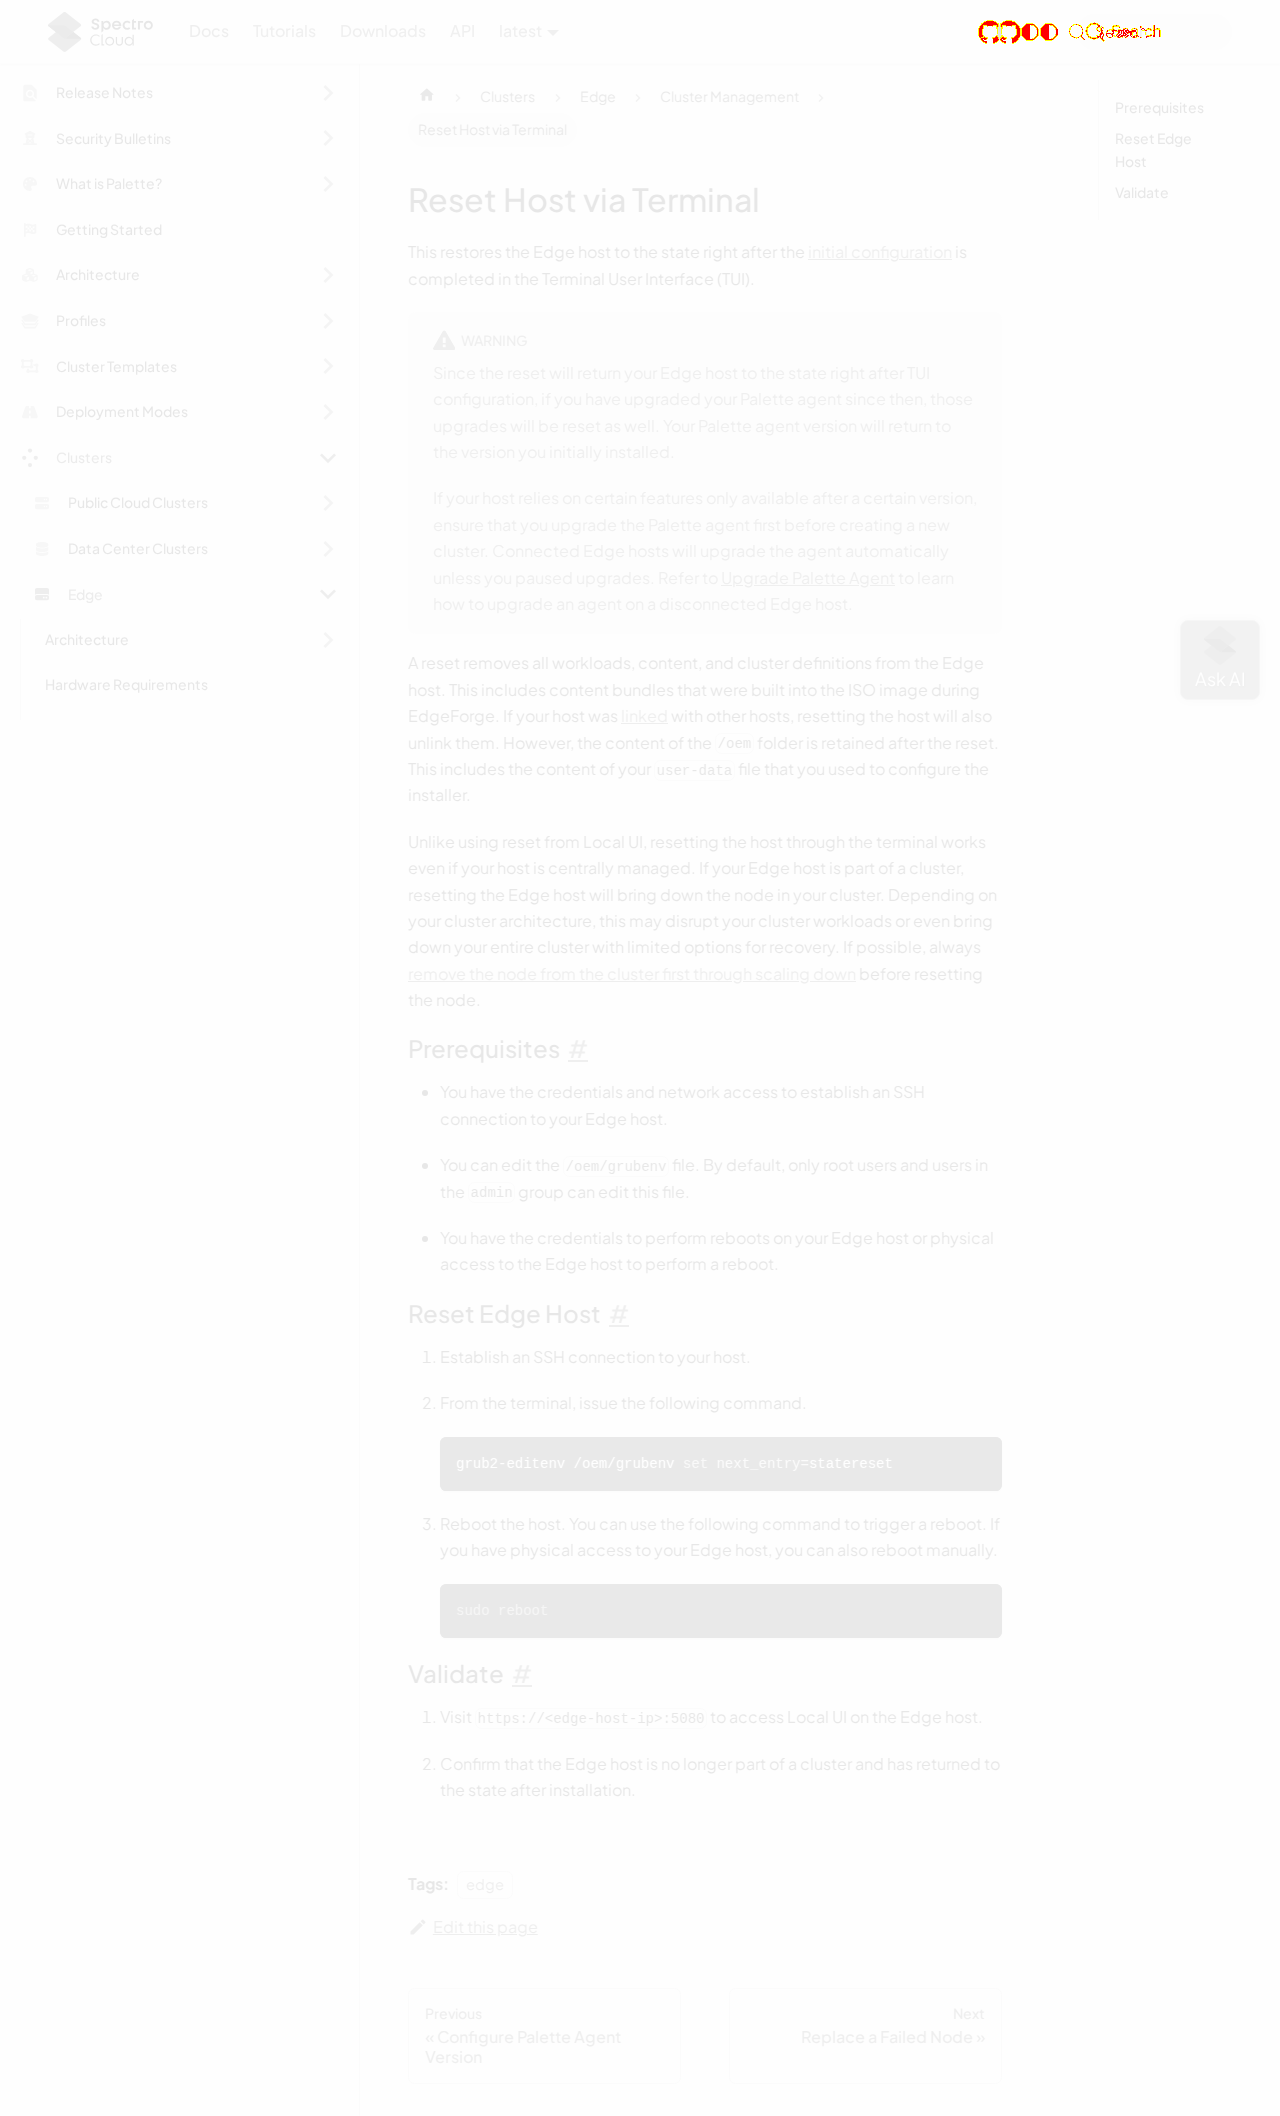 Spectro
Cloud
Docs
Tutorials
Downloads
API
latest
Search
Release Notes
Security Bulletins
What is Palette?
Getting Started
Architecture
Profiles
Cluster Templates
Deployment Modes
Clusters
Public Cloud Clusters
Data Center Clusters
Edge
Architecture
Hardware Requirements
Clusters
Edge
Cluster Management
Reset Host via Terminal
Reset Host via Terminal
This restores the Edge host to the state right after the initial configuration is
completed in the Terminal User Interface (TUI).
WARNING
Since the reset will return your Edge host to the state right after TUI
configuration, if you have upgraded your Palette agent since then, those
upgrades will be reset as well. Your Palette agent version will return to
the version you initially installed.
If your host relies on certain features only available after a certain version,
ensure that you upgrade the Palette agent first before creating a new
cluster. Connected Edge hosts will upgrade the agent automatically
unless you paused upgrades. Refer to Upgrade Palette Agent to learn
how to upgrade an agent on a disconnected Edge host.
A reset removes all workloads, content, and cluster definitions from the Edge
host. This includes content bundles that were built into the ISO image during
EdgeForge. If your host was linked with other hosts, resetting the host will also
unlink them. However, the content of the /oem folder is retained after the reset.
This includes the content of your user-data file that you used to configure the
installer.
Unlike using reset from Local UI, resetting the host through the terminal works
even if your host is centrally managed. If your Edge host is part of a cluster,
resetting the Edge host will bring down the node in your cluster. Depending on
your cluster architecture, this may disrupt your cluster workloads or even bring
down your entire cluster with limited options for recovery. If possible, always
remove the node from the cluster first through scaling down before resetting
the node.
Prerequisites #
• You have the credentials and network access to establish an SSH
connection to your Edge host.
• You can edit the /oem/grubenv file. By default, only root users and users in
the admin group can edit this file.
• You have the credentials to perform reboots on your Edge host or physical
access to the Edge host to perform a reboot.
Reset Edge Host #
1. Establish an SSH connection to your host.
2. From the terminal, issue the following command.
grub2-editenv /oem/grubenv set next_entry=statereset
3. Reboot the host. You can use the following command to trigger a reboot. If
you have physical access to your Edge host, you can also reboot manually.
sudo reboot
Validate #
1. Visit https://<edge-host-ip>:5080 to access Local UI on the Edge host.
2. Confirm that the Edge host is no longer part of a cluster and has returned to
the state after installation.
Tags: edge
Edit this page
Previous
« Configure Palette Agent
Version
Next
Replace a Failed Node »
Prerequisites
Reset Edge
Host
Validate
Ask AI